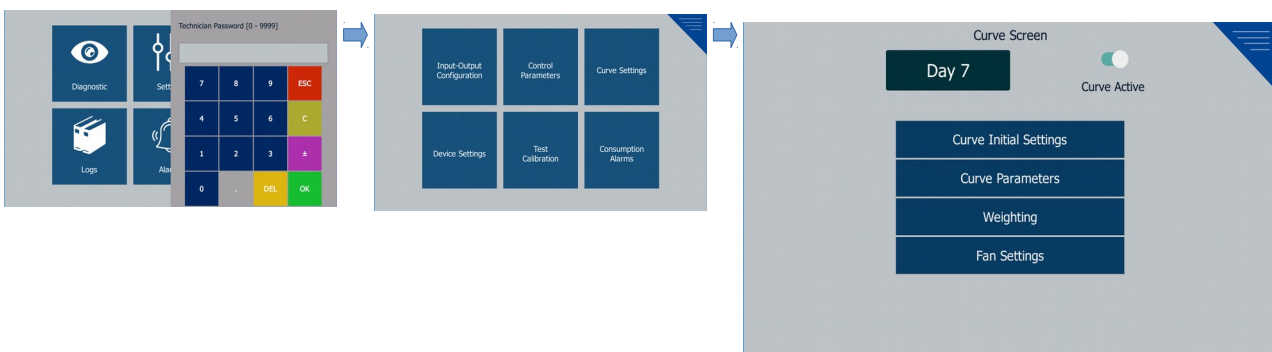 Technician Password [0 - 9999]
Diagnostic
Sett
Logs
Alar
7 8 9 ESC
4 5 6 C
1 2 3 ±
0 . DEL OK
Input-Output
Configuration
Control
Parameters
Curve Settings
Device Settings
Test
Calibration
Consumption
Alarms
Curve Screen
Day 7
Curve Active
Curve Initial Settings
Curve Parameters
Weighting
Fan Settings